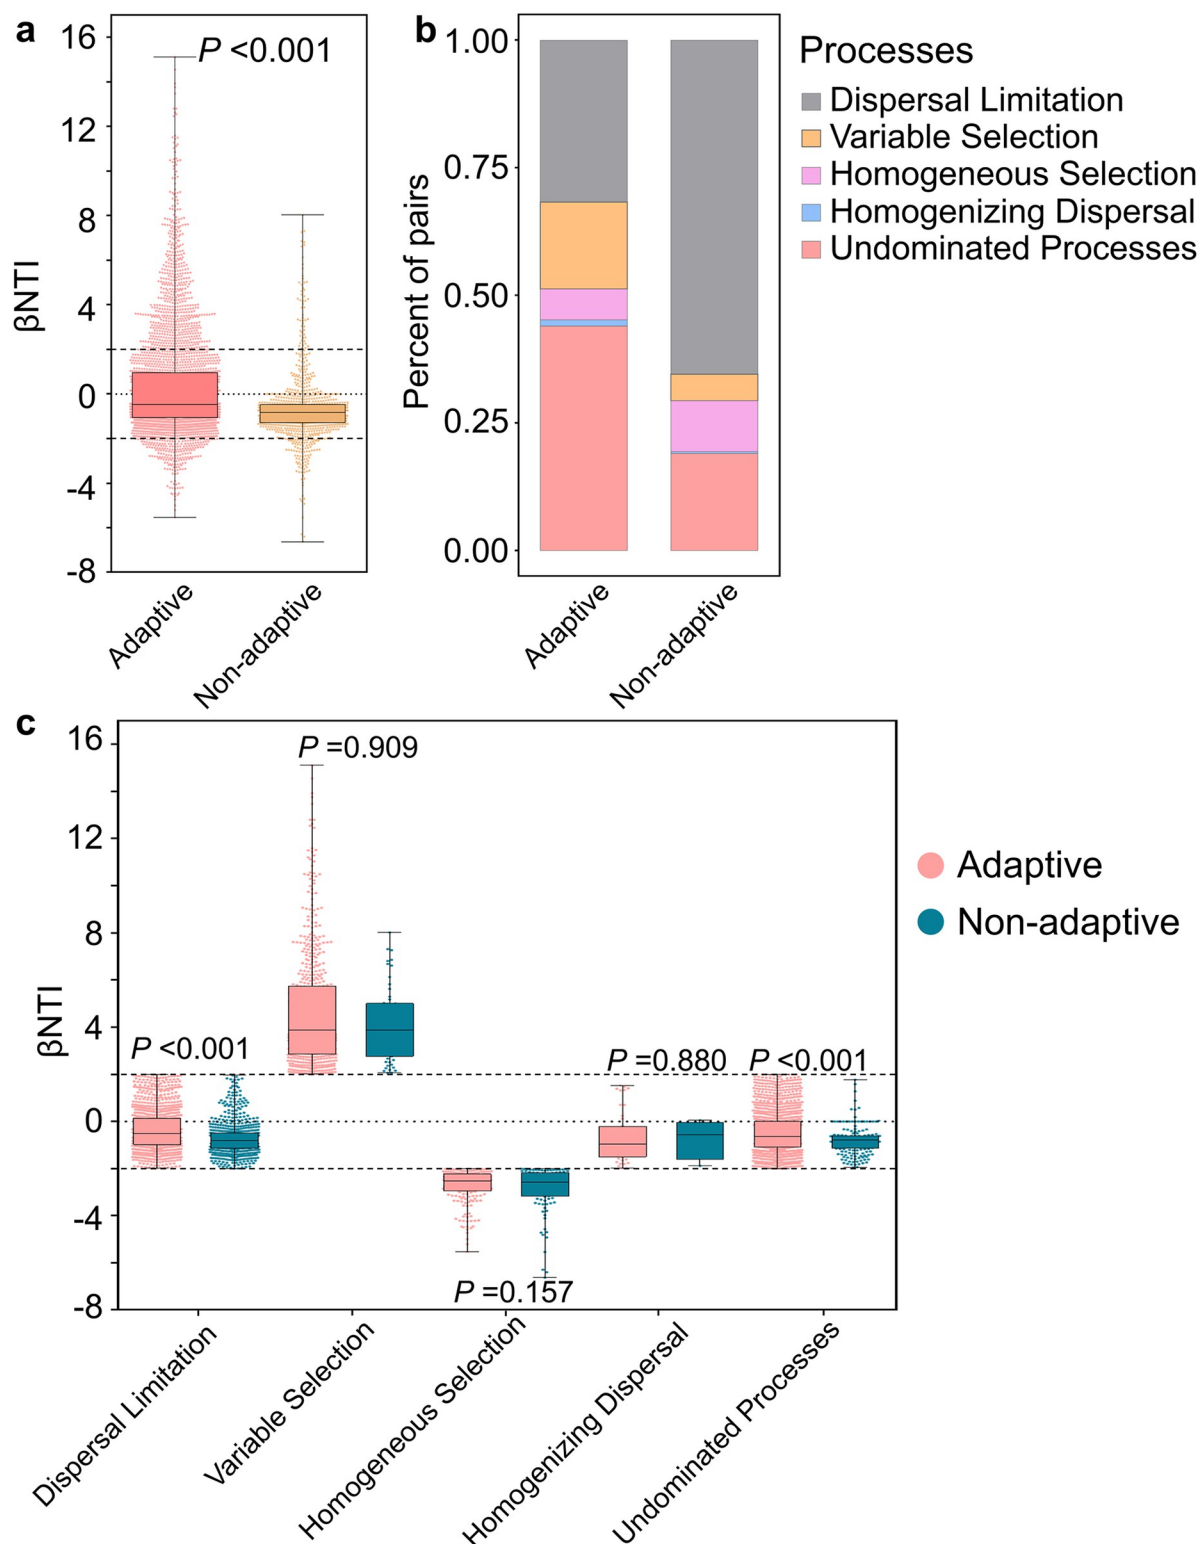 a
16
12
8
4
0
-4
-8
βNTI
P <0.001
Adaptive
Non-adaptive
b
1.00
0.75
0.50
0.25
0.00
Percent of pairs
Adaptive
Non-adaptive
Processes
Dispersal Limitation
Variable Selection
Homogeneous Selection
Homogenizing Dispersal
Undominated Processes
c
16
12
8
4
0
-4
-8
βNTI
P =0.909
P <0.001
P =0.880
P <0.001
P =0.157
Dispersal Limitation
Variable Selection
Homogeneous Selection
Homogenizing Dispersal
Undominated Processes
Adaptive
Non-adaptive